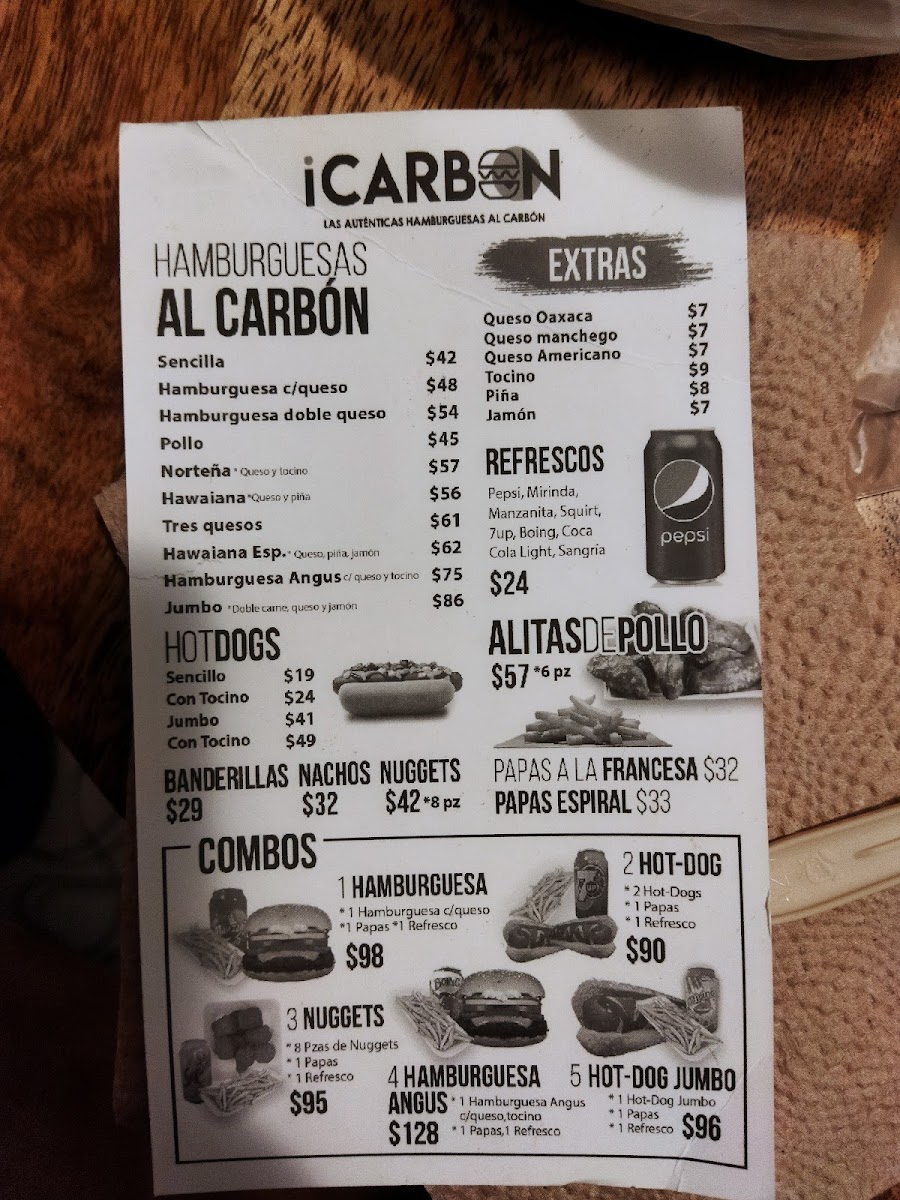 iCARBON
LAS AUTÉNTICAS HAMBURGUESAS AL CARBÓN
HAMBURGUESAS
AL CARBÓN
Sencilla $42
Hamburguesa c/queso $48
Hamburguesa doble queso $54
Pollo $45
Norteña * Queso y tocino $57
Hawaiana *Queso y piña $56
Tres quesos $61
Hawaiana Esp.* Queso, piña, jamón $62
Hamburguesa Angus c/ queso y tocino $75
Jumbo *Doble carne, queso y jamón $86
EXTRAS
Queso Oaxaca $7
Queso manchego $7
Queso Americano $7
Tocino $9
Piña $8
Jamón $7
REFRESCOS
Pepsi, Mirinda,
Manzanita, Squirt,
7up, Boing, Coca
Cola Light, Sangría
$24
pepsi
HOTDOGS
Sencillo $19
Con Tocino $24
Jumbo $41
Con Tocino $49
ALITAS DE POLLO
$57 *6 pz
BANDERILLAS NACHOS NUGGETS
$29 $32 $42 *8 pz
PAPAS A LA FRANCESA $32
PAPAS ESPIRAL $33
COMBOS
1 HAMBURGUESA
* 1 Hamburguesa c/queso
*1 Papas *1 Refresco
$98
2 HOT-DOG
* 2 Hot-Dogs
* 1 Papas
* 1 Refresco
$90
7UP
3 NUGGETS
* 8 Pzas de Nuggets
* 1 Papas
* 1 Refresco
$95
BOING
4 HAMBURGUESA
ANGUS * 1 Hamburguesa Angus
c/queso,tocino
$128 * 1 Papas,1 Refresco
5 HOT-DOG JUMBO
* 1 Hot-Dog Jumbo
* 1 Papas
* 1 Refresco $96